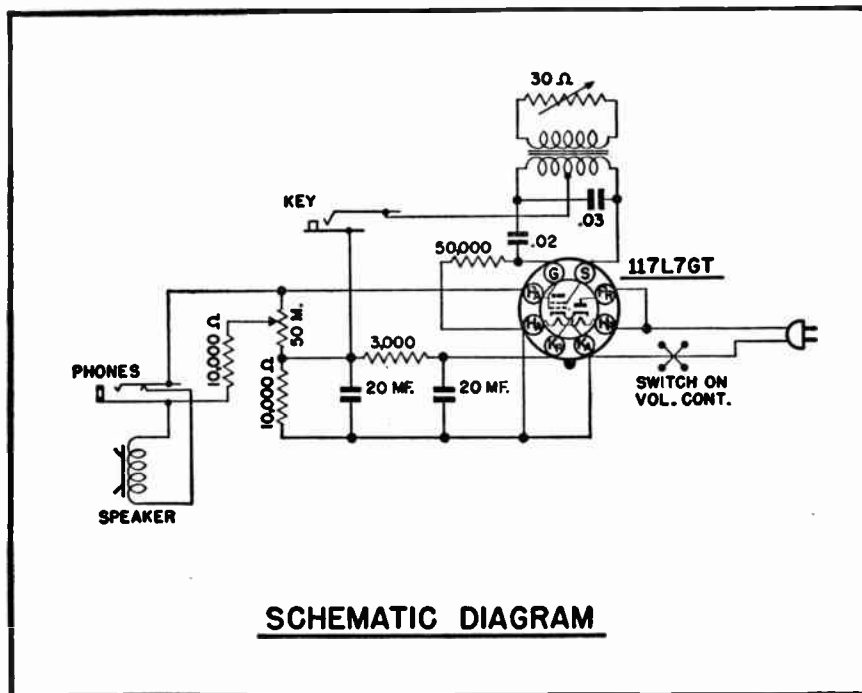 30 Ω
KEY
.03
.02
50,000
117L7GT
G
S
50 M.
10,000 Ω
3,000
PHONES
20 MF.
20 MF.
10,000 Ω
SWITCH ON
VOL. CONT.
SPEAKER
SCHEMATIC DIAGRAM